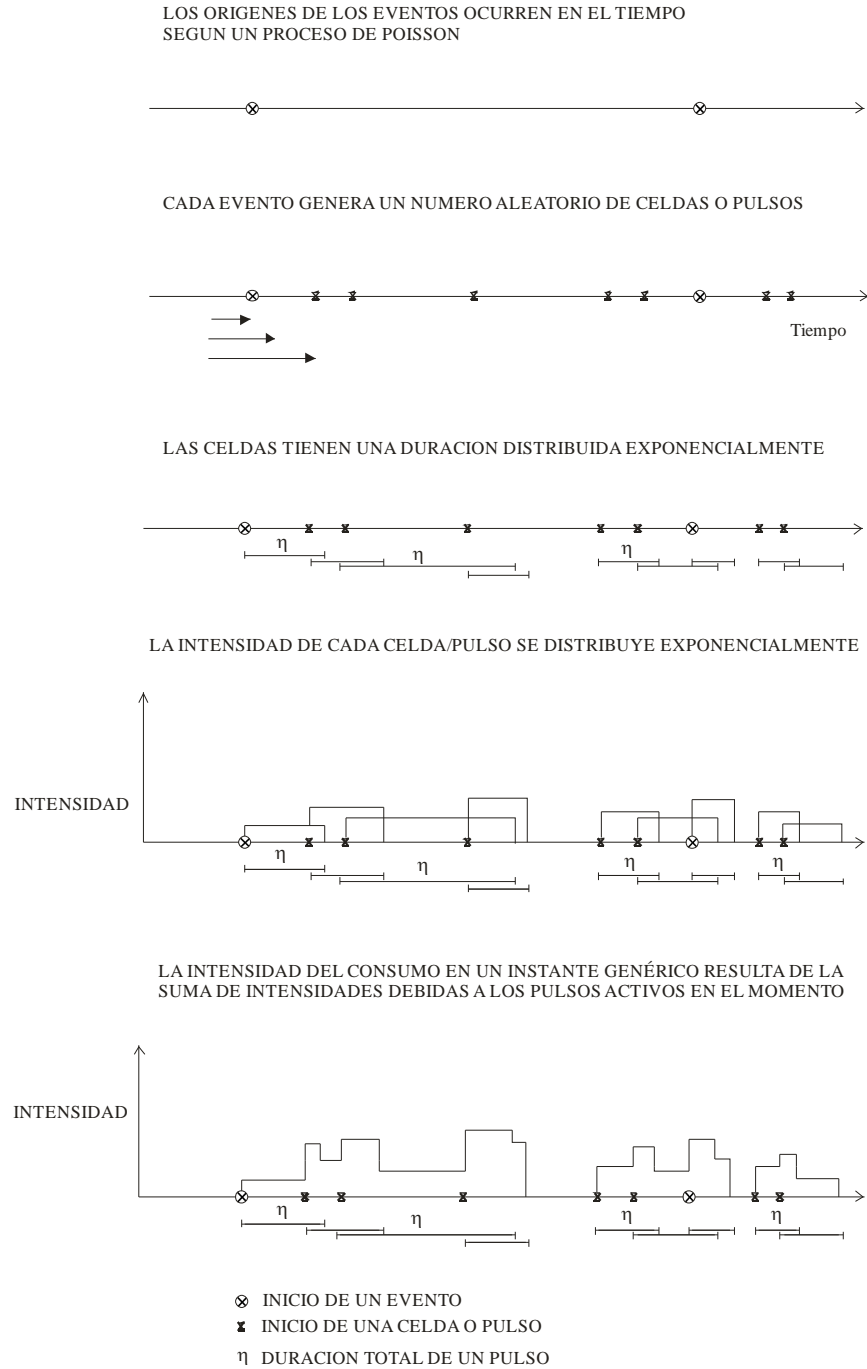 LOS ORIGENES DE LOS EVENTOS OCURREN EN EL TIEMPO
SEGUN UN PROCESO DE POISSON
CADA EVENTO GENERA UN NUMERO ALEATORIO DE CELDAS O PULSOS
Tiempo
LAS CELDAS TIENEN UNA DURACION DISTRIBUIDA EXPONENCIALMENTE
η
η
η
LA INTENSIDAD DE CADA CELDA/PULSO SE DISTRIBUYE EXPONENCIALMENTE
INTENSIDAD
η
η
η
η
LA INTENSIDAD DEL CONSUMO EN UN INSTANTE GENÉRICO RESULTA DE LA
SUMA DE INTENSIDADES DEBIDAS A LOS PULSOS ACTIVOS EN EL MOMENTO
INTENSIDAD
η
η
η
η
INICIO DE UN EVENTO
INICIO DE UNA CELDA O PULSO
η DURACION TOTAL DE UN PULSO